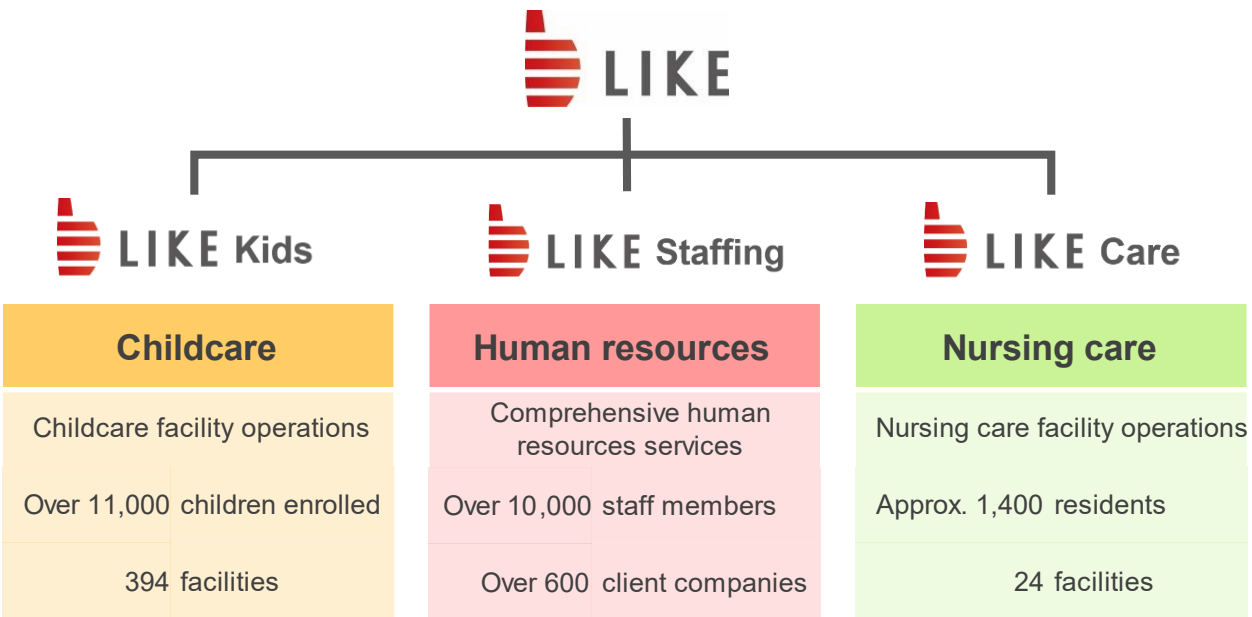 LIKE
LIKE Kids
LIKE Staffing
LIKE Care
Childcare
Human resources
Nursing care
Childcare facility operations
Comprehensive human
resources services
Nursing care facility operations
Over 11,000 children enrolled
Over 10,000 staff members
Approx. 1,400 residents
394 facilities
Over 600 client companies
24 facilities